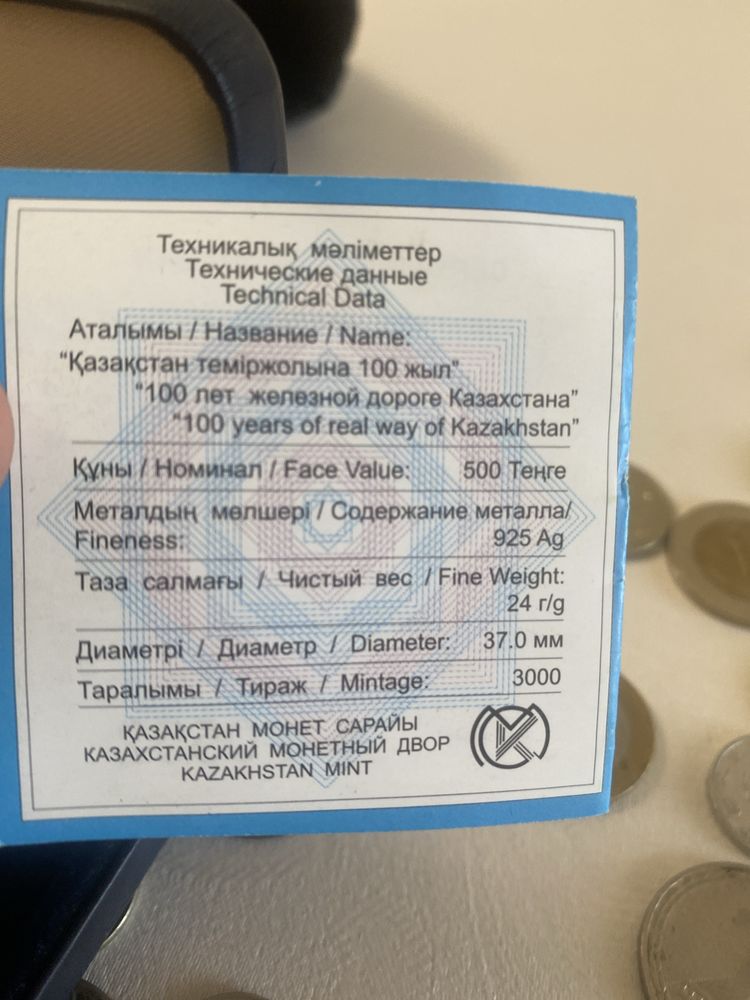 Техникалық мәліметтер
Технические данные
Technical Data
Аталымы / Название / Name:
“Қазақстан теміржолына 100 жыл”
“100 лет железной дороге Казахстана”
“100 years of real way of Kazakhstan”
Құны / Номинал / Face Value: 500 Теңге
Металдың мөлшері / Содержание металла/
Fineness: 925 Ag
Таза салмағы / Чистый вес / Fine Weight:
24 г/g
Диаметрі / Диаметр / Diameter: 37.0 мм
Таралымы / Тираж / Mintage: 3000
ҚАЗАҚСТАН МОНЕТ САРАЙЫ
КАЗАХСТАНСКИЙ МОНЕТНЫЙ ДВОР
KAZAKHSTAN MINT